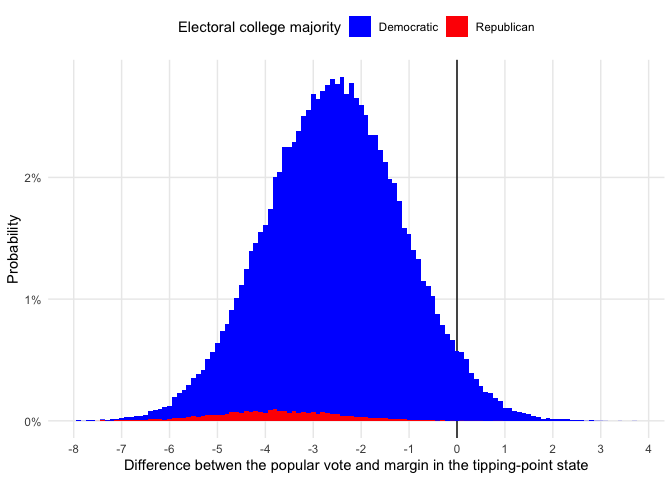 Electoral college majority Democratic Republican
Probability
2%
1%
0%
-8 -7 -6 -5 -4 -3 -2 -1 0 1 2 3 4
Difference betwen the popular vote and margin in the tipping-point state